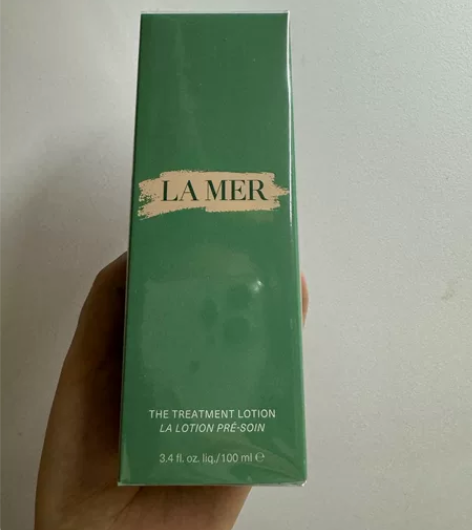 LA MER
THE TREATMENT LOTION
LA LOTION PRÉ-SOIN
3.4 fl. oz. liq./100 ml ℮